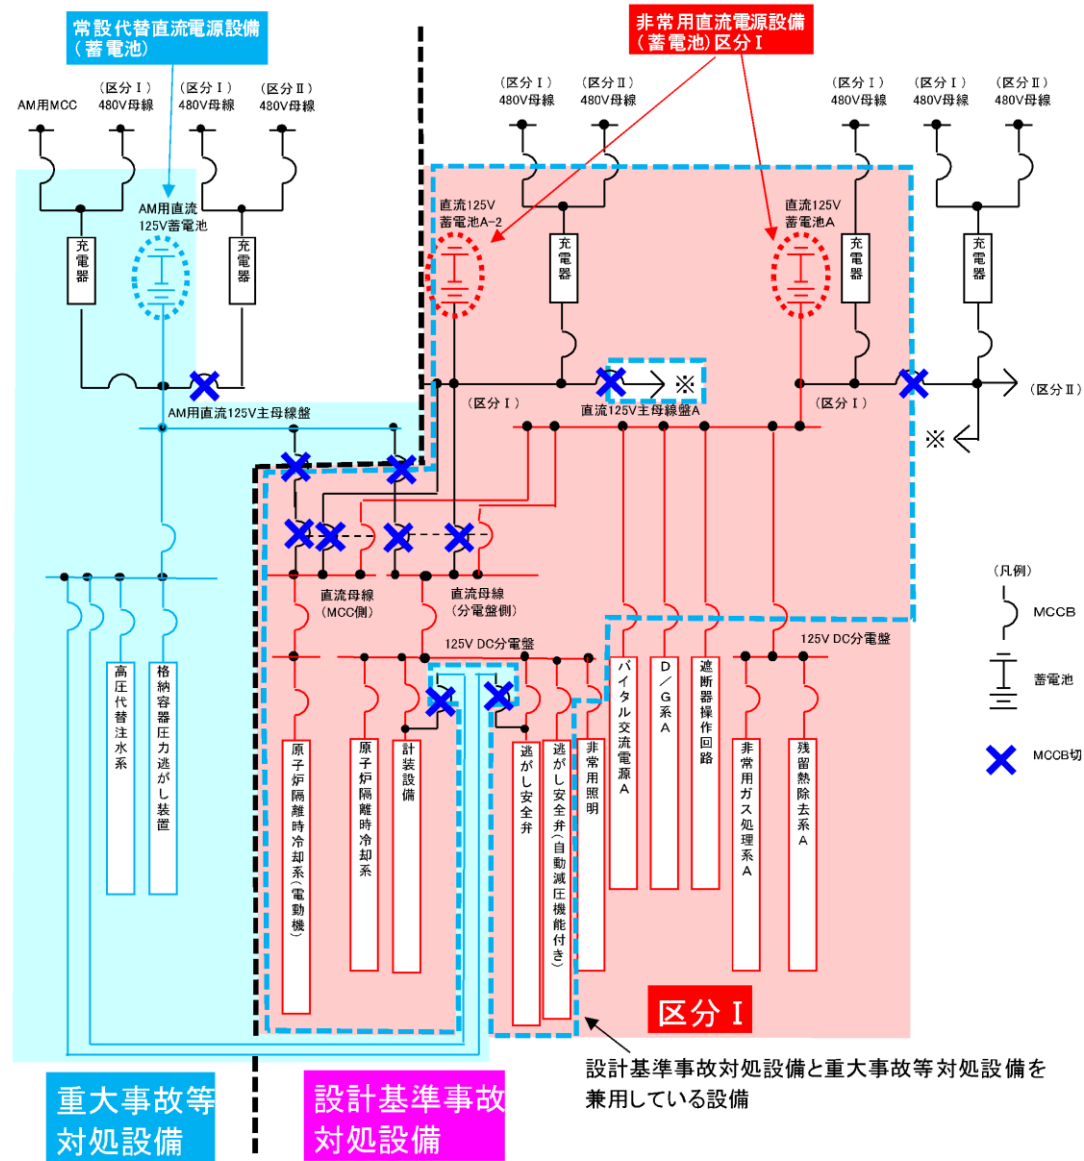 常設代替直流電源設備
(蓄電池)
非常用直流電源設備
(蓄電池)区分Ⅰ
AM用MCC
(区分Ⅰ)
480V母線
(区分Ⅰ)
480V母線
(区分Ⅱ)
480V母線
(区分Ⅰ)
480V母線
(区分Ⅱ)
480V母線
(区分Ⅰ)
480V母線
(区分Ⅰ)
480V母線
(区分Ⅱ)
480V母線
AM用直流
125V蓄電池
直流125V
蓄電池A-2
直流125V
蓄電池A
充電器
充電器
充電器
充電器
充電器
※
(区分Ⅱ)
(区分Ⅰ)
直流125V主母線盤A
(区分Ⅰ)
AM用直流125V主母線盤
※
直流母線
(MCC側)
直流母線
(分電盤側)
125V DC分電盤
125V DC分電盤
(凡例)
MCCB
蓄電池
MCCB切
高圧代替注水系
格納容器圧力逃がし装置
原子炉隔離時冷却系(電動機)
原子炉隔離時冷却系
計装設備
逃がし安全弁
逃がし安全弁(自動減圧機能付き)
非常用照明
バイタル交流電源A
D/G系A
遮断器操作回路
非常用ガス処理系A
残留熱除去系A
区分Ⅰ
設計基準事故対処設備と重大事故等対処設備を
兼用している設備
重大事故等
対処設備
設計基準事故
対処設備